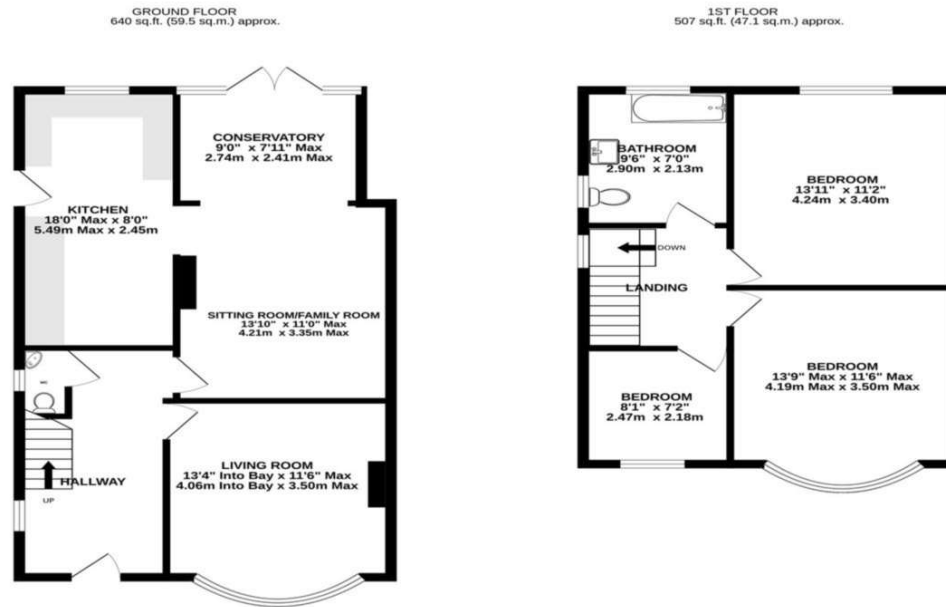 GROUND FLOOR
640 sq.ft. (59.5 sq.m.) approx.
CONSERVATORY
9'0" x 7'11" Max
2.74m x 2.41m Max
KITCHEN
18'0" Max x 8'0"
5.49m Max x 2.45m
SITTING ROOM/FAMILY ROOM
13'10" x 11'0" Max
4.21m x 3.35m Max
WC
LIVING ROOM
13'4" Into Bay x 11'6" Max
4.06m Into Bay x 3.50m Max
HALLWAY
UP
1ST FLOOR
507 sq.ft. (47.1 sq.m.) approx.
BATHROOM
9'6" x 7'0"
2.90m x 2.13m
BEDROOM
13'11" x 11'2"
4.24m x 3.40m
DOWN
LANDING
BEDROOM
13'9" Max x 11'6" Max
4.19m Max x 3.50m Max
BEDROOM
8'1" x 7'2"
2.47m x 2.18m